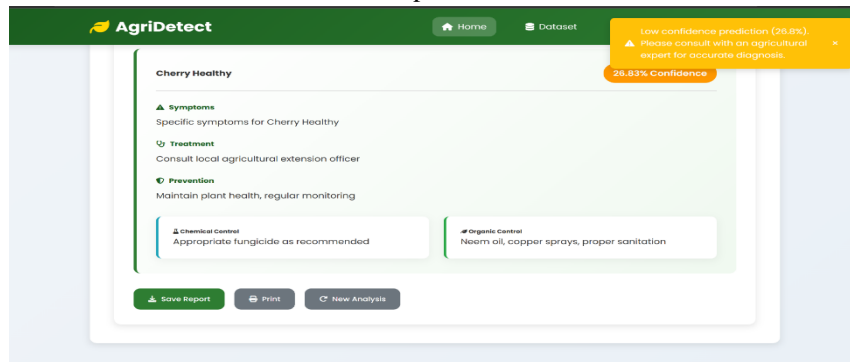 AgriDetect
Home
Dataset
Low confidence prediction (26.8%).
Please consult with an agricultural
expert for accurate diagnosis.
×
Cherry Healthy
26.83% Confidence
Symptoms
Specific symptoms for Cherry Healthy
Treatment
Consult local agricultural extension officer
Prevention
Maintain plant health, regular monitoring
Chemical Control
Appropriate fungicide as recommended
Organic Control
Neem oil, copper sprays, proper sanitation
Save Report
Print
New Analysis